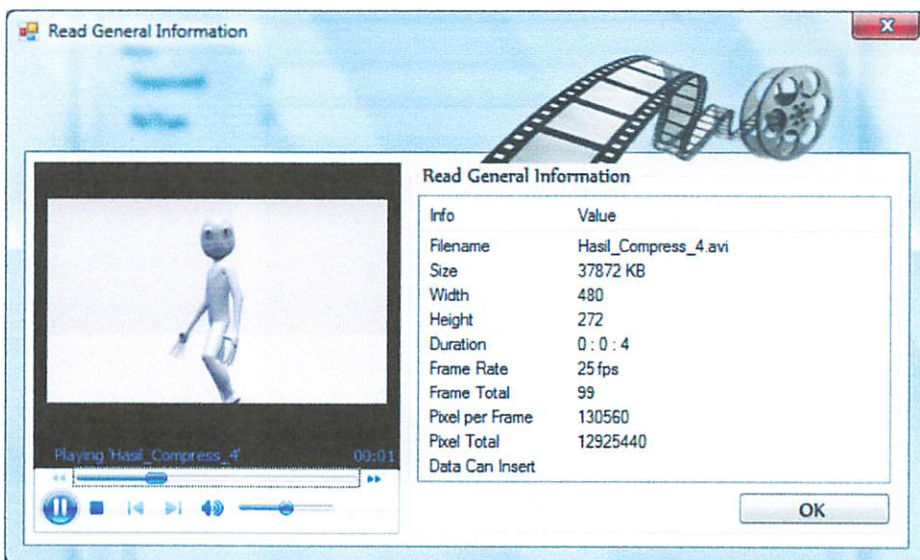 Read General Information
Read General Information
Info Value
Filename Hasil_Compress_4.avi
Size 37872 KB
Width 480
Height 272
Duration 0 : 0 : 4
Frame Rate 25 fps
Frame Total 99
Pixel per Frame 130560
Pixel Total 12925440
Data Can Insert
Playing 'Hasil_Compress_4' 00:01
OK